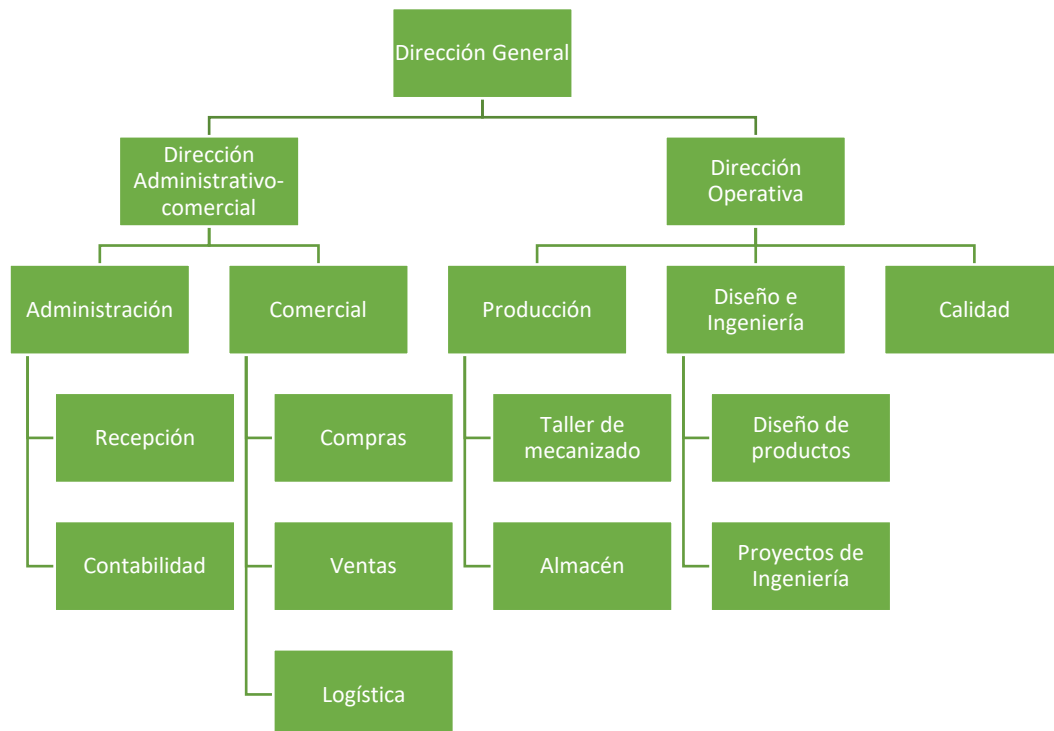 Dirección General
Dirección
Administrativo-
comercial
Dirección
Operativa
Administración
Comercial
Producción
Diseño e
Ingeniería
Calidad
Recepción
Compras
Taller de
mecanizado
Diseño de
productos
Contabilidad
Ventas
Almacén
Proyectos de
Ingeniería
Logística